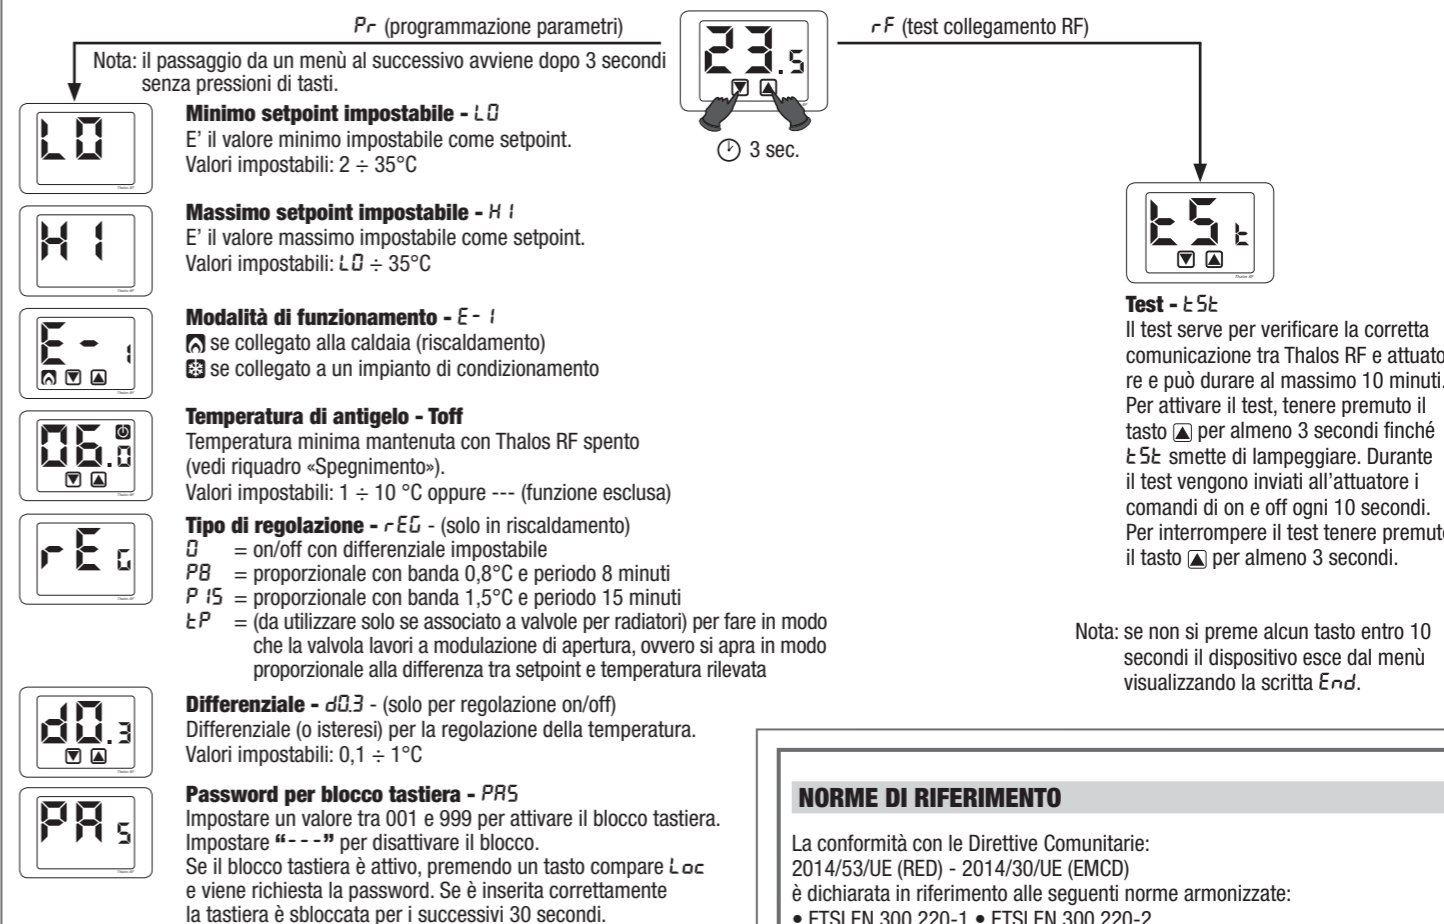 Pr (programmazione parametri)
rF (test collegamento RF)
Nota: il passaggio da un menù al successivo avviene dopo 3 secondi
senza pressioni di tasti.
23.5
3 sec.
LO
Minimo setpoint impostabile - LO
E' il valore minimo impostabile come setpoint.
Valori impostabili: 2 ÷ 35°C
HI
Thalos RF
Massimo setpoint impostabile - HI
E' il valore massimo impostabile come setpoint.
Valori impostabili: LO ÷ 35°C
E-1
Modalità di funzionamento - E-1
se collegato alla caldaia (riscaldamento)
se collegato a un impianto di condizionamento
06.0
Temperatura di antigelo - Toff
Temperatura minima mantenuta con Thalos RF spento
(vedi riquadro «Spegnimento»).
Valori impostabili: 1 ÷ 10 °C oppure --- (funzione esclusa)
rEG
Tipo di regolazione - rEG - (solo in riscaldamento)
0 = on/off con differenziale impostabile
P8 = proporzionale con banda 0,8°C e periodo 8 minuti
P15 = proporzionale con banda 1,5°C e periodo 15 minuti
tP = (da utilizzare solo se associato a valvole per radiatori) per fare in modo
che la valvola lavori a modulazione di apertura, ovvero si apra in modo
proporzionale alla differenza tra setpoint e temperatura rilevata
d0.3
Differenziale - d0.3 - (solo per regolazione on/off)
Differenziale (o isteresi) per la regolazione della temperatura.
Valori impostabili: 0,1 ÷ 1°C
PAS
Password per blocco tastiera - PAS
Impostare un valore tra 001 e 999 per attivare il blocco tastiera.
Impostare “---” per disattivare il blocco.
Se il blocco tastiera è attivo, premendo un tasto compare Loc
e viene richiesta la password. Se è inserita correttamente
la tastiera è sbloccata per i successivi 30 secondi.
tSt
Test - tSt
Il test serve per verificare la corretta
comunicazione tra Thalos RF e attuato
re e può durare al massimo 10 minuti.
Per attivare il test, tenere premuto il
tasto ▲ per almeno 3 secondi finché
tSt smette di lampeggiare. Durante
il test vengono inviati all'attuatore i
comandi di on e off ogni 10 secondi.
Per interrompere il test tenere premuto
il tasto ▲ per almeno 3 secondi.
Nota: se non si preme alcun tasto entro 10
secondi il dispositivo esce dal menù
visualizzando la scritta End.
NORME DI RIFERIMENTO
La conformità con le Direttive Comunitarie:
2014/53/UE (RED) - 2014/30/UE (EMCD)
è dichiarata in riferimento alle seguenti norme armonizzate:
• ETSI EN 300 220-1 • ETSI EN 300 220-2